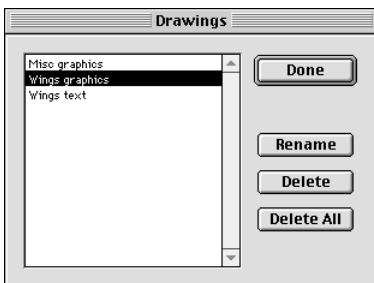 Drawings
Misc graphics
Wings graphics
Wings text
Done
Rename
Delete
Delete All